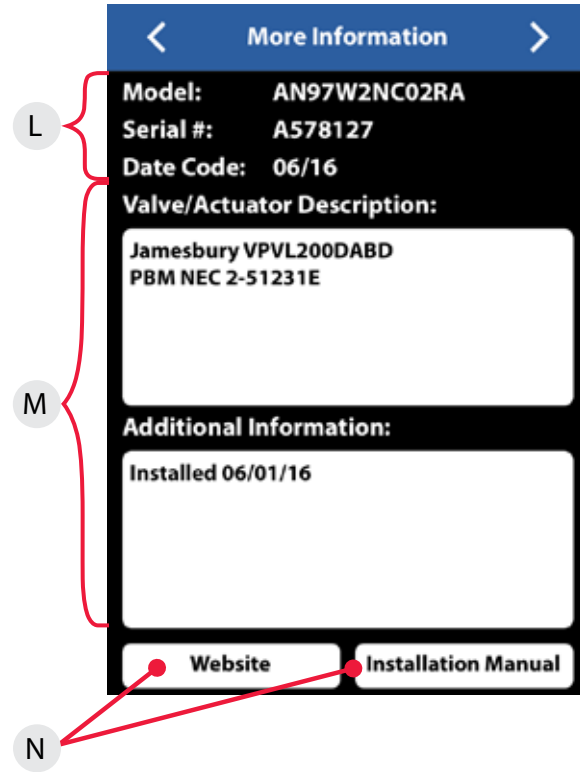 More Information
L
Model: AN97W2NC02RA
Serial #: A578127
Date Code: 06/16
M
Valve/Actuator Description:
Jamesbury VPVL200DABD
PBM NEC 2-51231E
Additional Information:
Installed 06/01/16
Website Installation Manual
N